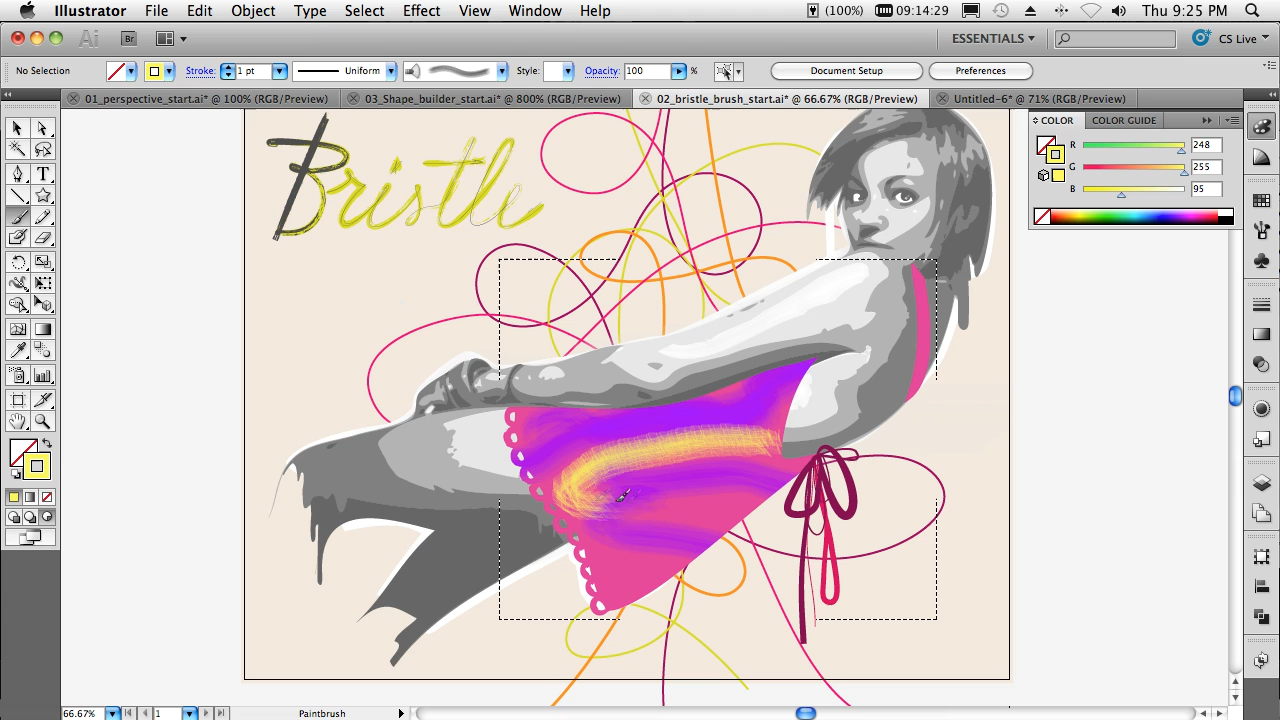 Illustrator File Edit Object Type Select Effect View Window Help (100%) 09:14:29 Thu 9:25 PM
Ai Br ESSENTIALS CS Live
No Selection Stroke: 1 pt Uniform Style: Opacity: 100 % Document Setup Preferences
01_perspective_start.ai* @ 100% (RGB/Preview) 03_Shape_builder_start.ai* @ 800% (RGB/Preview) 02_bristle_brush_start.ai* @ 66.67% (RGB/Preview) Untitled-6* @ 71% (RGB/Preview)
COLOR COLOR GUIDE
R 248
G 255
B 95
Bristle
T
66.67% 1 Paintbrush